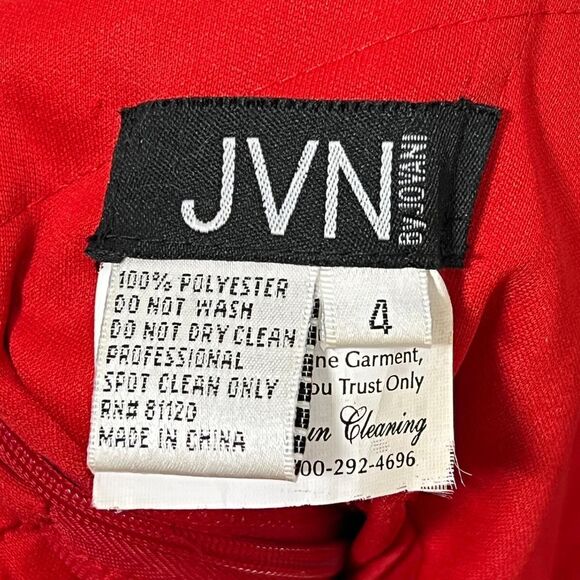 JVN
By JOVANI
100% POLYESTER
DO NOT WASH
DO NOT DRY CLEAN
PROFESSIONAL
SPOT CLEAN ONLY
RN# 81120
MADE IN CHINA
4
ne Garment,
ou Trust Only
un Cleaning
00-292-4696